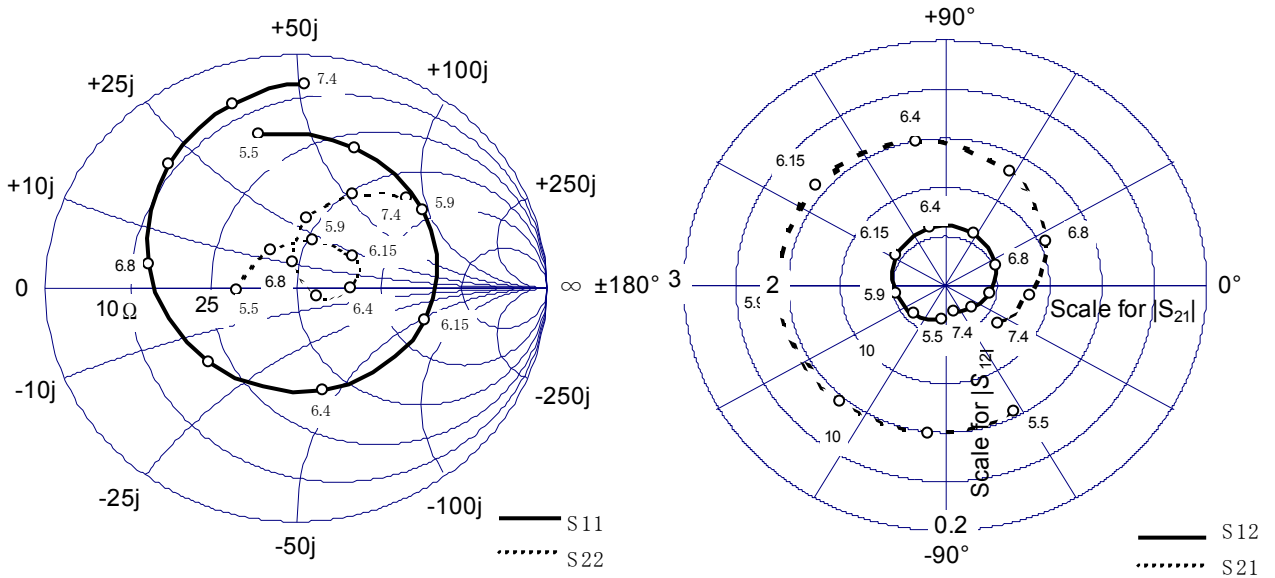 +50j
+25j
+100j
7.4
5.5
+10j
+250j
5.9
7.4
5.9
6.15
6.8
6.8
0
10Ω
25
5.5
6.4
∞
6.15
-10j
-250j
6.4
-25j
-100j
-50j
S11
S22
+90°
6.4
6.15
6.4
6.15
6.8
6.8
±180°
3
2
0°
5.9
5.9
Scale for |S21|
5.5
7.4
7.4
10
Scale for |S12|
5.5
10
0.2
-90°
S12
S21